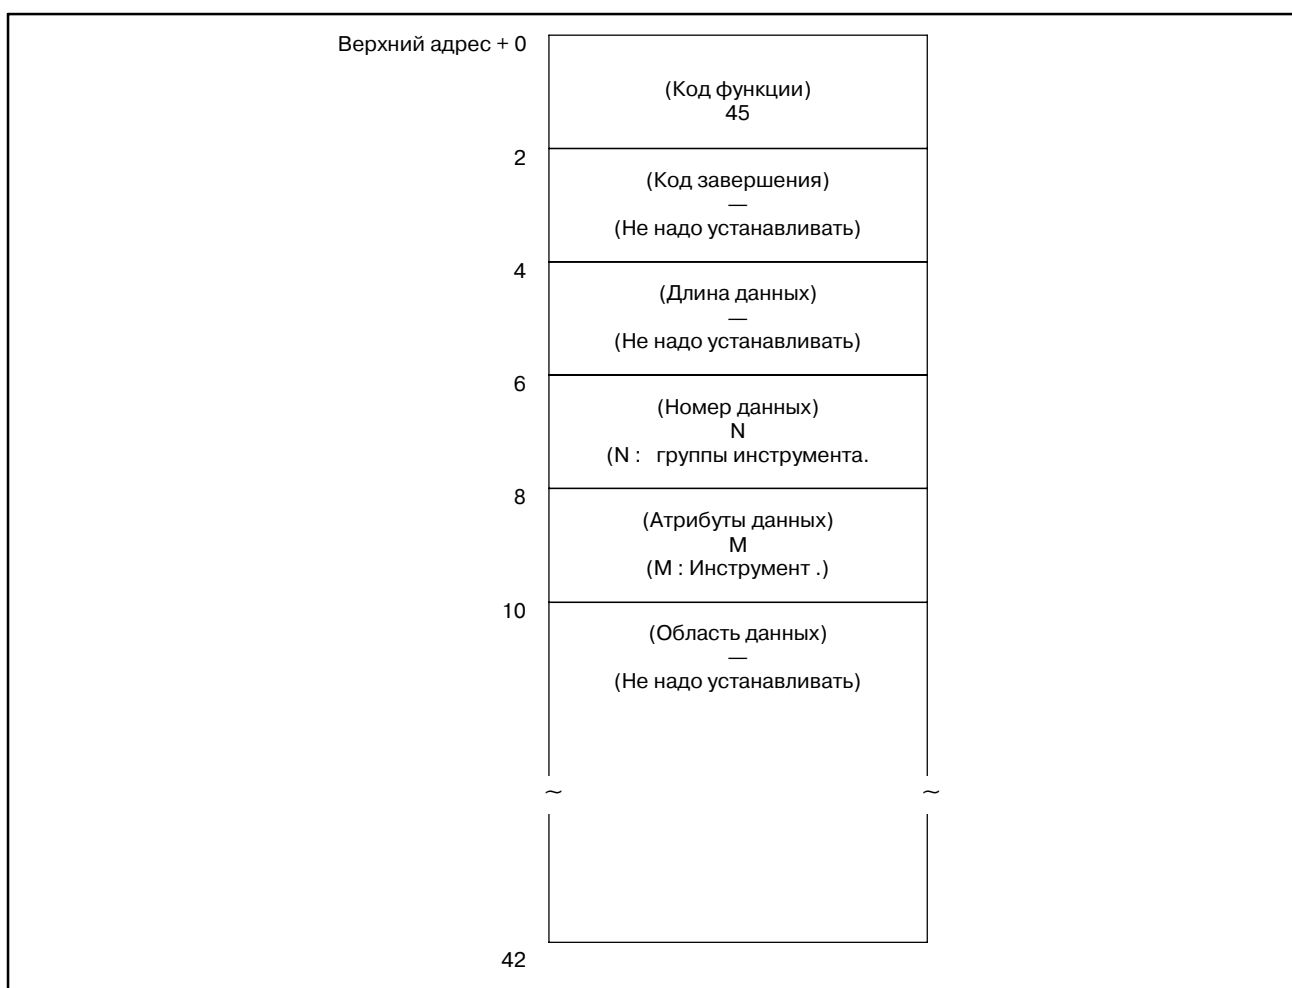 Верхний адрес + 0
(Код функции)
45
2
(Код завершения)
—
(Не надо устанавливать)
4
(Длина данных)
—
(Не надо устанавливать)
6
(Номер данных)
N
(N : группы инструмента.
8
(Атрибуты данных)
M
(M : Инструмент .)
10
(Область данных)
—
(Не надо устанавливать)
~ ~
42